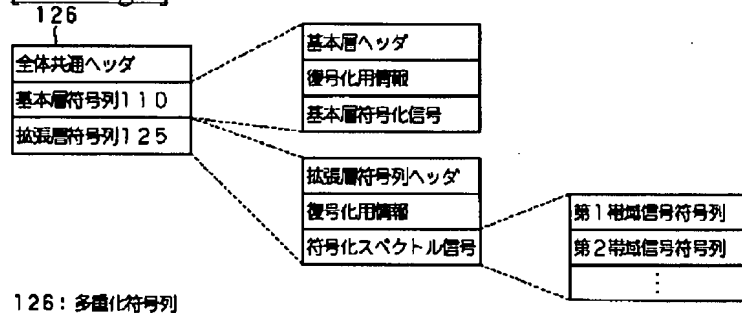 126
全体共通ヘッダ
基本層符号列110
拡張層符号列125
基本層ヘッダ
復号化用情報
基本層符号化信号
拡張層符号列ヘッダ
復号化用情報
符号化スペクトル信号
第1帯域信号符号列
第2帯域信号符号列
⋮
126:多重化符号列